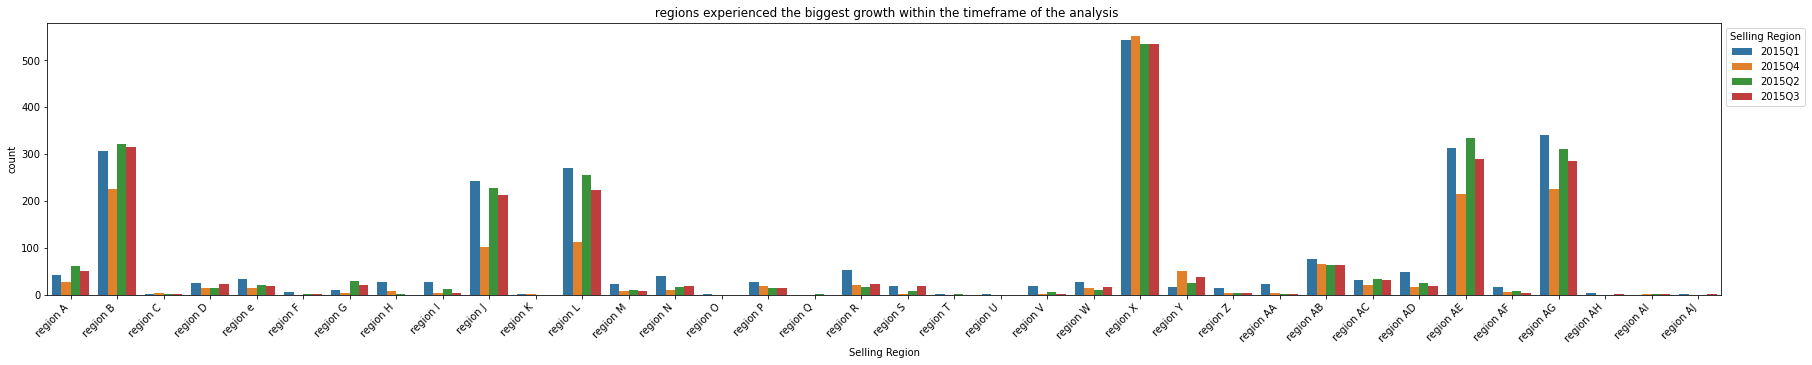 regions experienced the biggest growth within the timeframe of the analysis
Selling Region
2015Q1
2015Q4
2015Q2
2015Q3
count
500
400
300
200
100
0
region A
region B
region C
region D
region e
region F
region G
region H
region I
region J
region K
region L
region M
region N
region O
region P
region Q
region R
region S
region T
region U
region V
region W
region X
region Y
region Z
region AA
region AB
region AC
region AD
region AE
region AF
region AG
region AH
region AI
region AJ
Selling Region